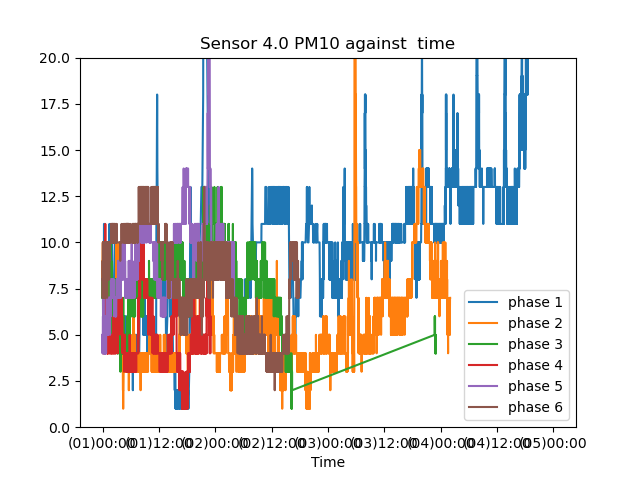 Sensor 4.0 PM10 against  time
20.0
17.5
15.0
12.5
10.0
7.5
5.0
2.5
0.0
phase 1
phase 2
phase 3
phase 4
phase 5
phase 6
(01)00:00 (01)12:00 (02)00:00 (02)12:00 (03)00:00 (03)12:00 (04)00:00 (04)12:00 (05)00:00
Time